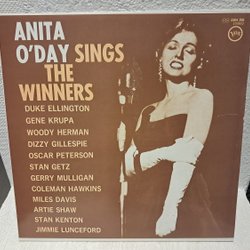 ANITA
O'DAY SINGS
THE
WINNERS
DUKE ELLINGTON
GENE KRUPA
WOODY HERMAN
DIZZY GILLESPIE
OSCAR PETERSON
STAN GETZ
GERRY MULLIGAN
COLEMAN HAWKINS
MILES DAVIS
ARTIE SHAW
STAN KENTON
JIMMIE LUNCEFORD